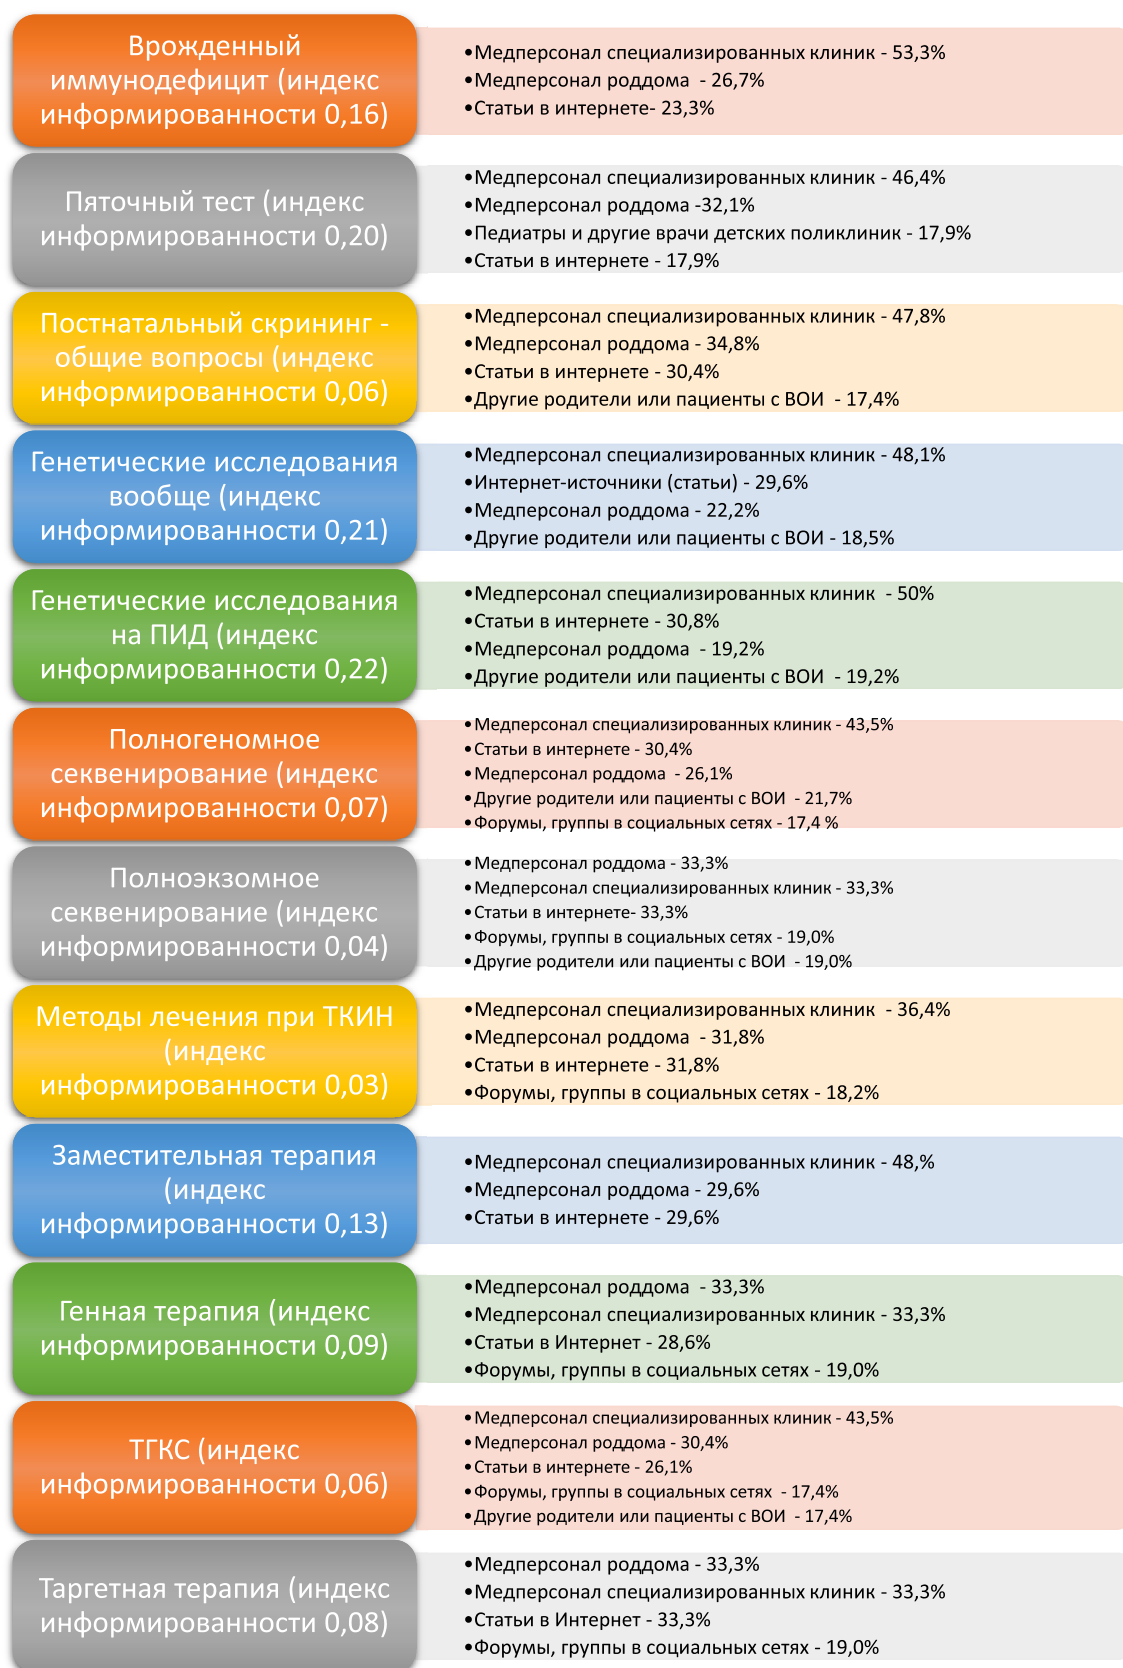 Врожденный
иммунодефицит (индекс
информированности 0,16)
•Медперсонал специализированных клиник - 53,3%
•Медперсонал роддома - 26,7%
•Статьи в интернете- 23,3%
Пяточный тест (индекс
информированности 0,20)
•Медперсонал специализированных клиник - 46,4%
•Медперсонал роддома -32,1%
•Педиатры и другие врачи детских поликлиник - 17,9%
•Статьи в интернете - 17,9%
Постнатальный скрининг -
общие вопросы (индекс
информированности 0,06)
•Медперсонал специализированных клиник - 47,8%
•Медперсонал роддома - 34,8%
•Статьи в интернете - 30,4%
•Другие родители или пациенты с ВОИ - 17,4%
Генетические исследования
вообще (индекс
информированности 0,21)
•Медперсонал специализированных клиник - 48,1%
•Интернет-источники (статьи) - 29,6%
•Медперсонал роддома - 22,2%
•Другие родители или пациенты с ВОИ - 18,5%
Генетические исследования
на ПИД (индекс
информированности 0,22)
•Медперсонал специализированных клиник - 50%
•Статьи в интернете - 30,8%
•Медперсонал роддома - 19,2%
•Другие родители или пациенты с ВОИ - 19,2%
Полногеномное
секвенирование (индекс
информированности 0,07)
•Медперсонал специализированных клиник - 43,5%
•Статьи в интернете - 30,4%
•Медперсонал роддома - 26,1%
•Другие родители или пациенты с ВОИ - 21,7%
•Форумы, группы в социальных сетях - 17,4 %
Полноэкзомное
секвенирование (индекс
информированности 0,04)
•Медперсонал роддома - 33,3%
•Медперсонал специализированных клиник - 33,3%
•Статьи в интернете- 33,3%
•Форумы, группы в социальных сетях - 19,0%
•Другие родители или пациенты с ВОИ - 19,0%
Методы лечения при ТКИН
(индекс
информированности 0,03)
•Медперсонал специализированных клиник - 36,4%
•Медперсонал роддома - 31,8%
•Статьи в интернете - 31,8%
•Форумы, группы в социальных сетях - 18,2%
Заместительная терапия
(индекс
информированности 0,13)
•Медперсонал специализированных клиник - 48,%
•Медперсонал роддома - 29,6%
•Статьи в интернете - 29,6%
Генная терапия (индекс
информированности 0,09)
•Медперсонал роддома - 33,3%
•Медперсонал специализированных клиник - 33,3%
•Статьи в Интернет - 28,6%
•Форумы, группы в социальных сетях - 19,0%
ТГКС (индекс
информированности 0,06)
•Медперсонал специализированных клиник - 43,5%
•Медперсонал роддома - 30,4%
•Статьи в интернете - 26,1%
•Форумы, группы в социальных сетях - 17,4%
•Другие родители или пациенты с ВОИ - 17,4%
Таргетная терапия (индекс
информированности 0,08)
•Медперсонал роддома - 33,3%
•Медперсонал специализированных клиник - 33,3%
•Статьи в Интернет - 33,3%
•Форумы, группы в социальных сетях - 19,0%